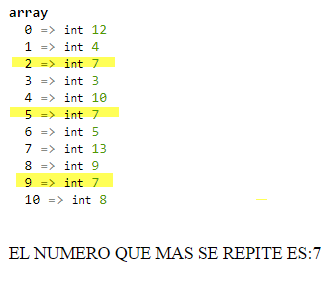 array
0 => int 12
1 => int 4
2 => int 7
3 => int 3
4 => int 10
5 => int 7
6 => int 5
7 => int 13
8 => int 9
9 => int 7
10 => int 8
EL NUMERO QUE MAS SE REPITE ES:7